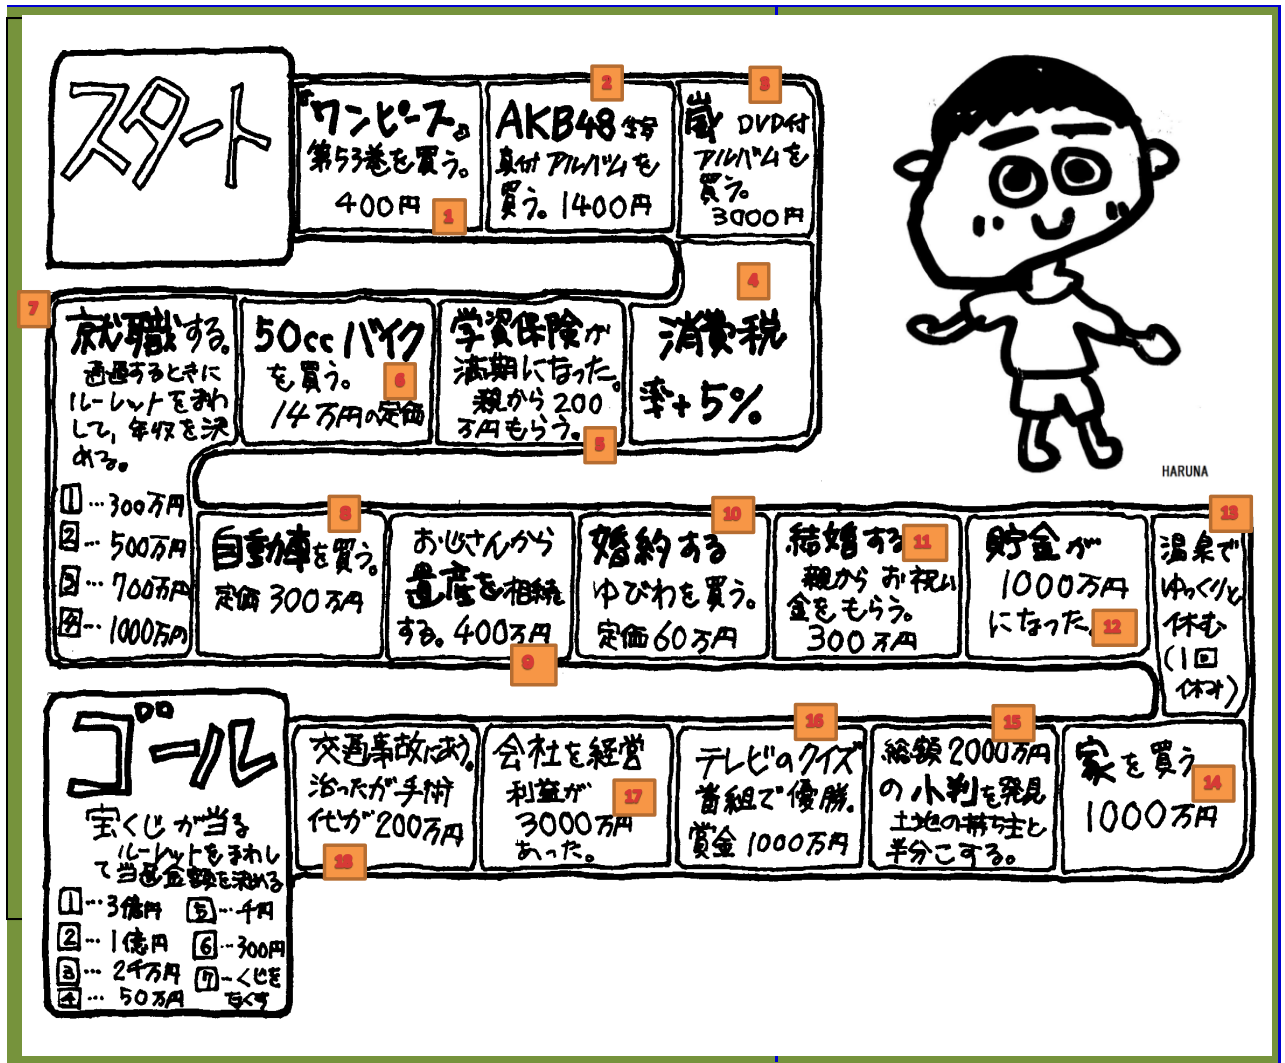 スタート
『ワンピース』
第53巻を買う。
400円
1
2
AKB48 生写
真付 アルバムを
買う。1400円
3
嵐 DVD付
アルバムを
買う。
3000円
4
消費税
率+5%
学資保険が
満期になった。
親から200
万円もらう。
5
50ccバイク
を買う。
6
14万円の定価
7
就職する。
通過するときに
ルーレットをまわ
して、年収を決
める。
1…300万円
2…500万円
3…700万円
4…1000万円
8
自動車を買う。
定価300万円
おじさんから
遺産を相続
する。400万円
9
10
婚約する
ゆびわを買う。
定価60万円
結婚する
11
親からお祝い
金をもらう。
300万円
貯金が
1000万円
になった。
12
13
温泉で
ゆっくりと
休む
(1回
休み)
家を買う
14
1000万円
15
総額2000万円
の小判を発見
土地の持ち主と
半分こする。
16
テレビのクイズ
番組で優勝。
賞金1000万円
会社を経営
利益が
17
3000万円
あった。
交通事故にあう。
治ったが手術
代が200万円
18
ゴール
宝くじが当る
ルーレットをまわし
て当選金額を決める
1…3億円
2…1億円
3…2千万円
4…50万円
5…千円
6…300円
7…くじを
なくす
HARUNA